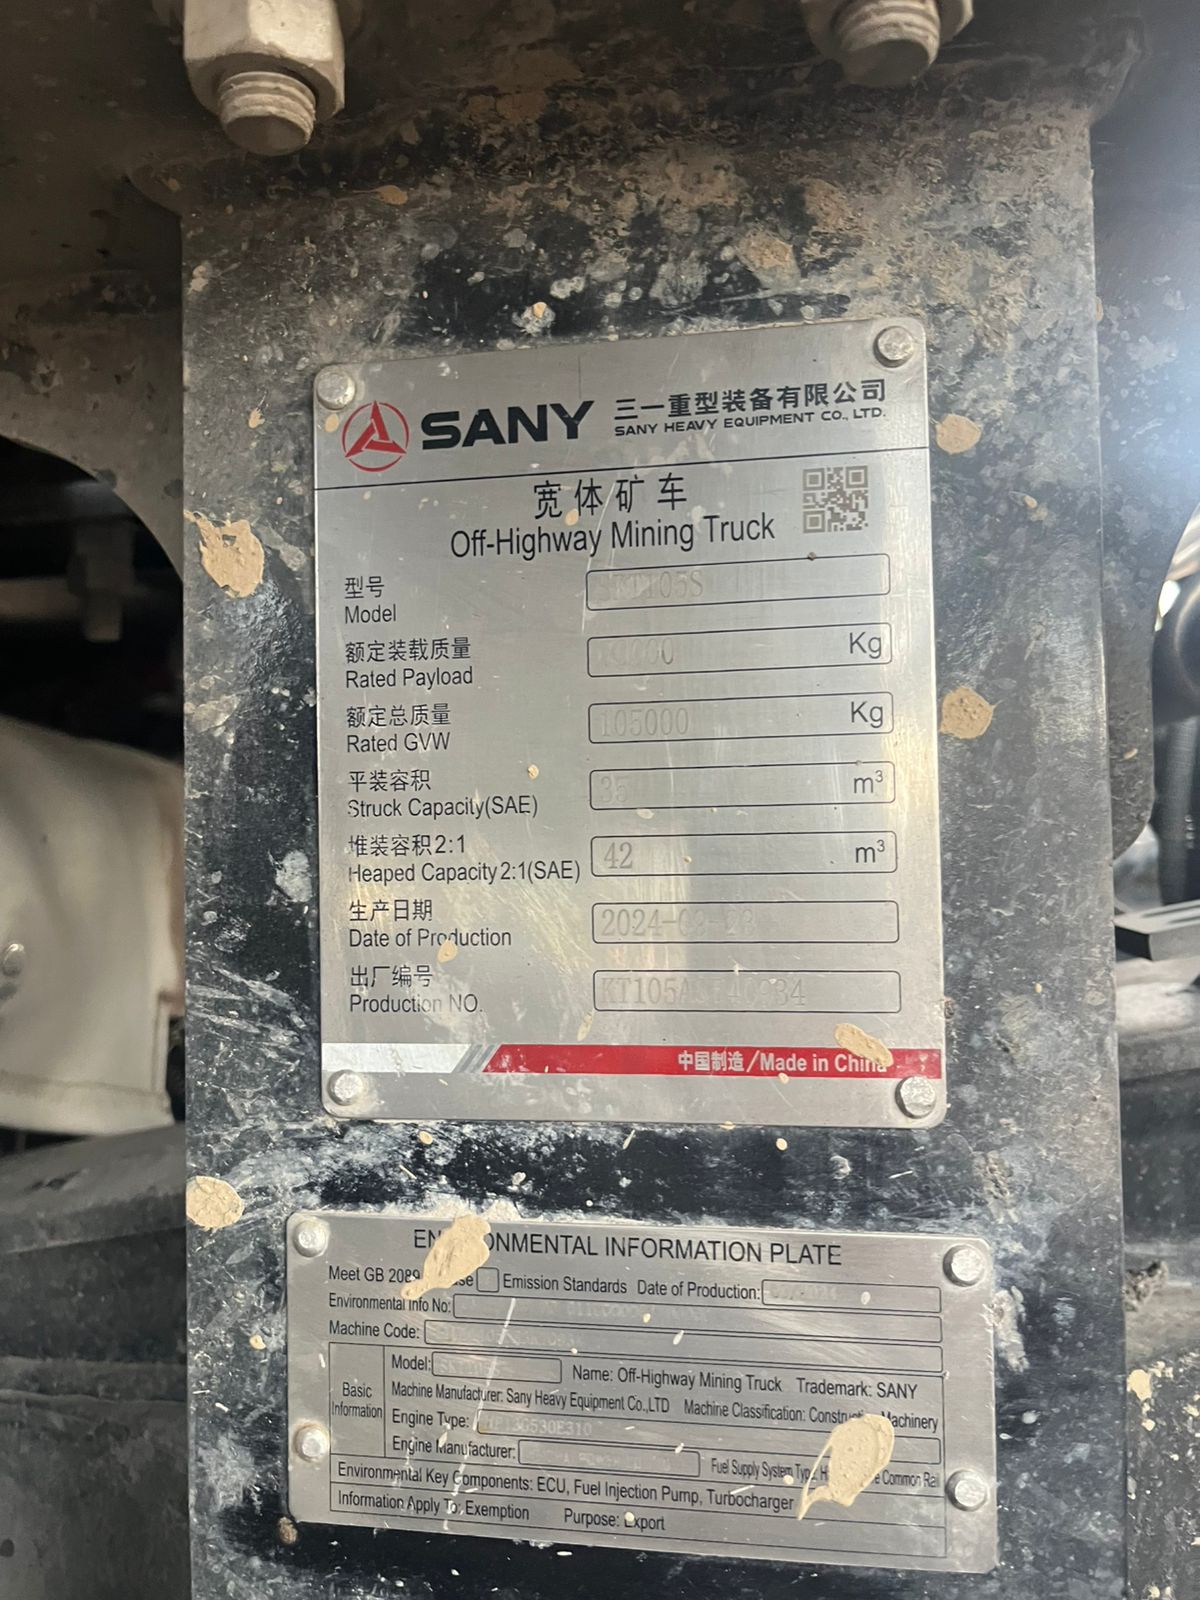 SANY 三一重型装备有限公司
SANY HEAVY EQUIPMENT CO., LTD.
宽体矿车
Off-Highway Mining Truck
型号
Model SKT105S
额定装载质量
Rated Payload Kg
额定总质量
Rated GVW 105000 Kg
平装容积
Struck Capacity(SAE) 35 m³
堆装容积2:1
Heaped Capacity 2:1(SAE) 42 m³
生产日期
Date of Production
出厂编号
Production NO.
中国制造/Made in China
ENVIRONMENTAL INFORMATION PLATE
Meet GB Emission Standards Date of Production:
Environmental Info No:
Machine Code:
Basic Information
Model: Name: Off-Highway Mining Truck Trademark: SANY
Machine Manufacturer: Sany Heavy Equipment Co.,LTD Machine Classification: Construction Machinery
Engine Type:
Engine Manufacturer: Fuel Supply System Type: Common Rail
Environmental Key Components: ECU, Fuel Injection Pump, Turbocharger
Information Apply To: Exemption Purpose: Export